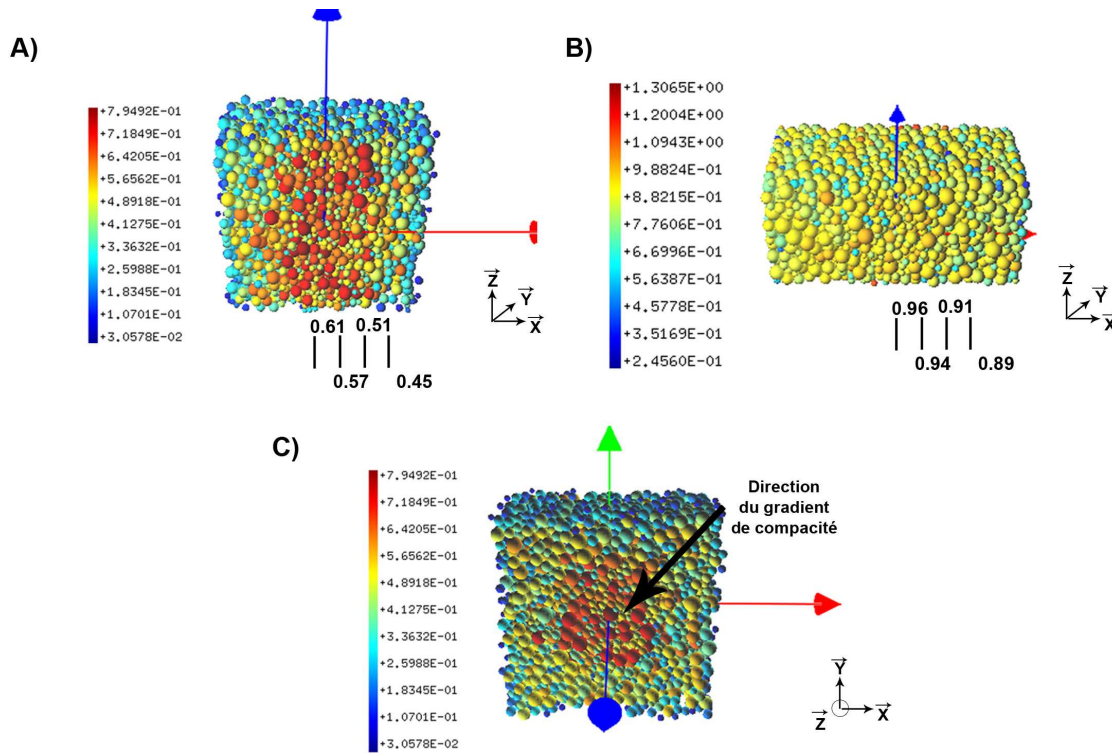 A)
+7.9492E-01
+7.1849E-01
+6.4205E-01
+5.6562E-01
+4.8918E-01
+4.1275E-01
+3.3632E-01
+2.5988E-01
+1.8345E-01
+1.0701E-01
+3.0578E-02
Z
Y
X
0.61 0.51
0.57 0.45
B)
+1.3065E+00
+1.2004E+00
+1.0943E+00
+9.8824E-01
+8.8215E-01
+7.7606E-01
+6.6996E-01
+5.6387E-01
+4.5778E-01
+3.5169E-01
+2.4560E-01
Z
Y
X
0.96 0.91
0.94 0.89
C)
+7.9492E-01
+7.1849E-01
+6.4205E-01
+5.6562E-01
+4.8918E-01
+4.1275E-01
+3.3632E-01
+2.5988E-01
+1.8345E-01
+1.0701E-01
+3.0578E-02
Direction
du gradient
de compacité
Y
Z X